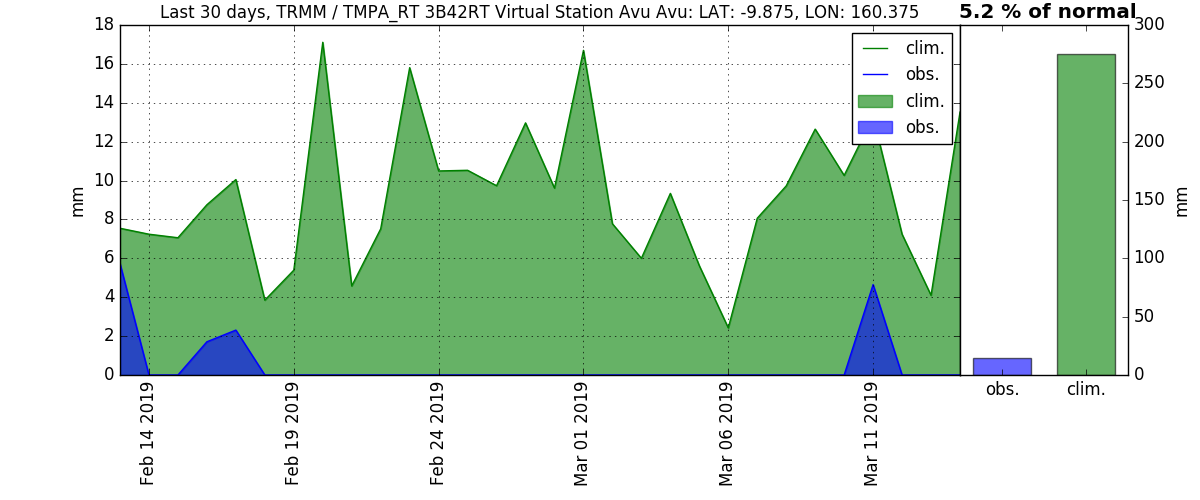 Last 30 days, TRMM / TMPA_RT 3B42RT Virtual Station Avu Avu: LAT: -9.875, LON: 160.375
5.2 % of normal
mm
18
16
14
12
10
8
6
4
2
0
clim.
obs.
clim.
obs.
Feb 14 2019
Feb 19 2019
Feb 24 2019
Mar 01 2019
Mar 06 2019
Mar 11 2019
300
250
200
150
100
50
0
mm
obs.
clim.